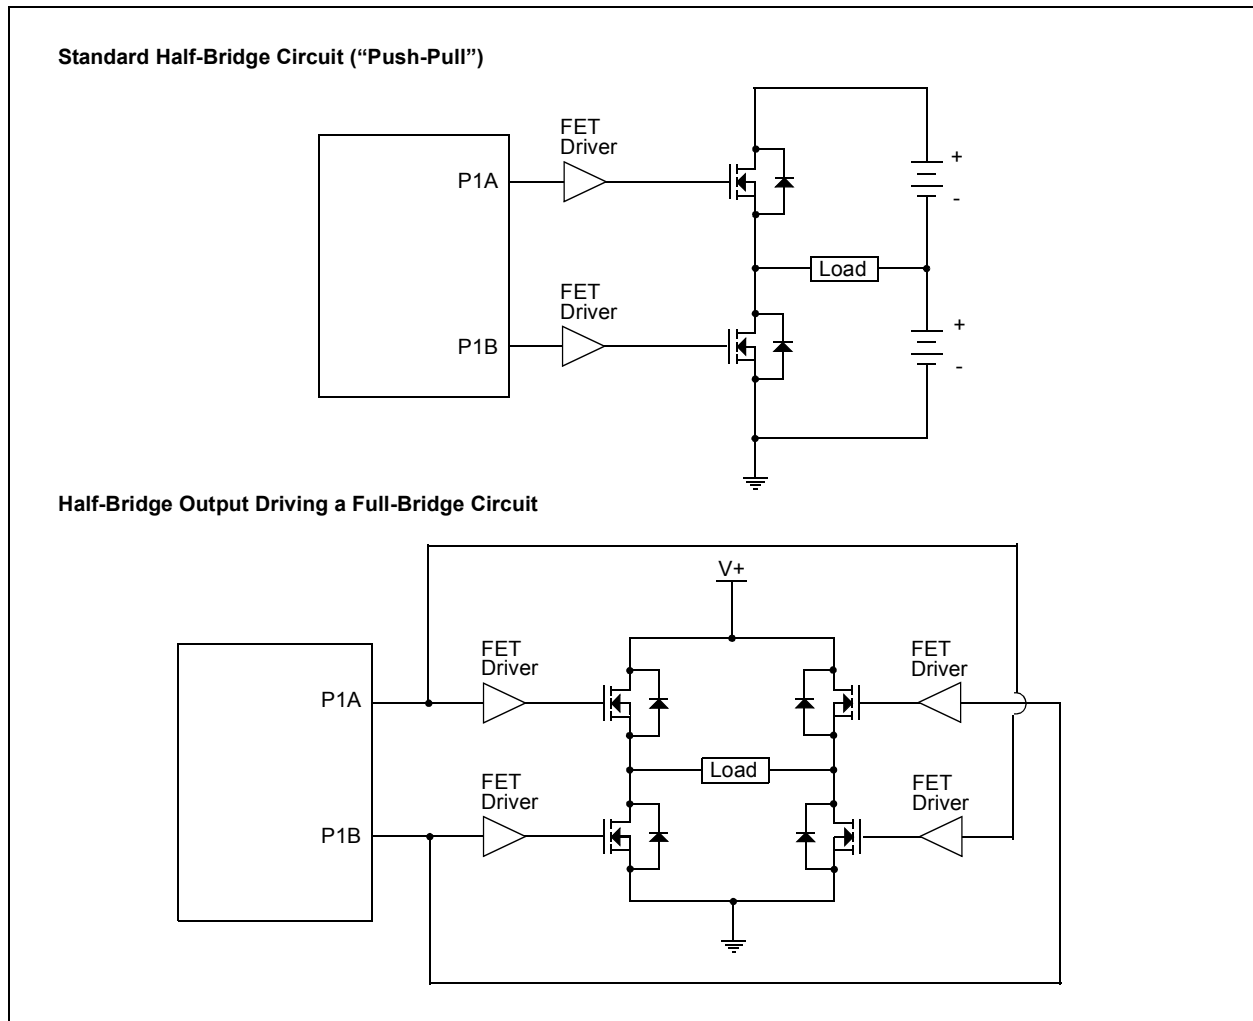 Standard Half-Bridge Circuit (“Push-Pull”)
FET
Driver
P1A
+
-
Load
FET
Driver
P1B
+
-
Half-Bridge Output Driving a Full-Bridge Circuit
V+
FET
Driver
FET
Driver
P1A
Load
FET
Driver
FET
Driver
P1B